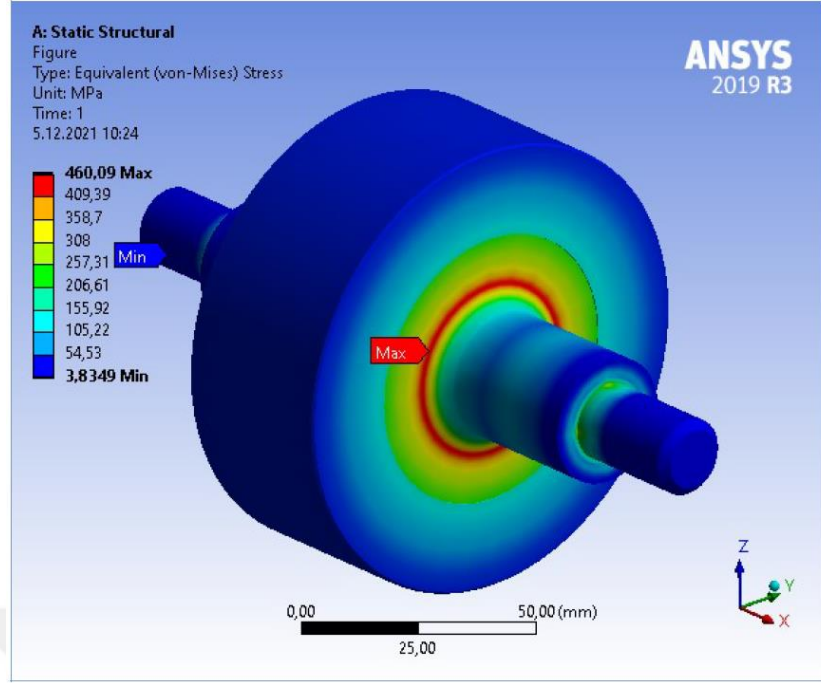 A: Static Structural
Figure
Type: Equivalent (von-Mises) Stress
Unit: MPa
Time: 1
5.12.2021 10:24
ANSYS
2019 R3
460,09 Max
409,39
358,7
308
257,31
206,61
155,92
105,22
54,53
3,8349 Min
Min
Max
0,00
50,00 (mm)
25,00
Z
Y
X